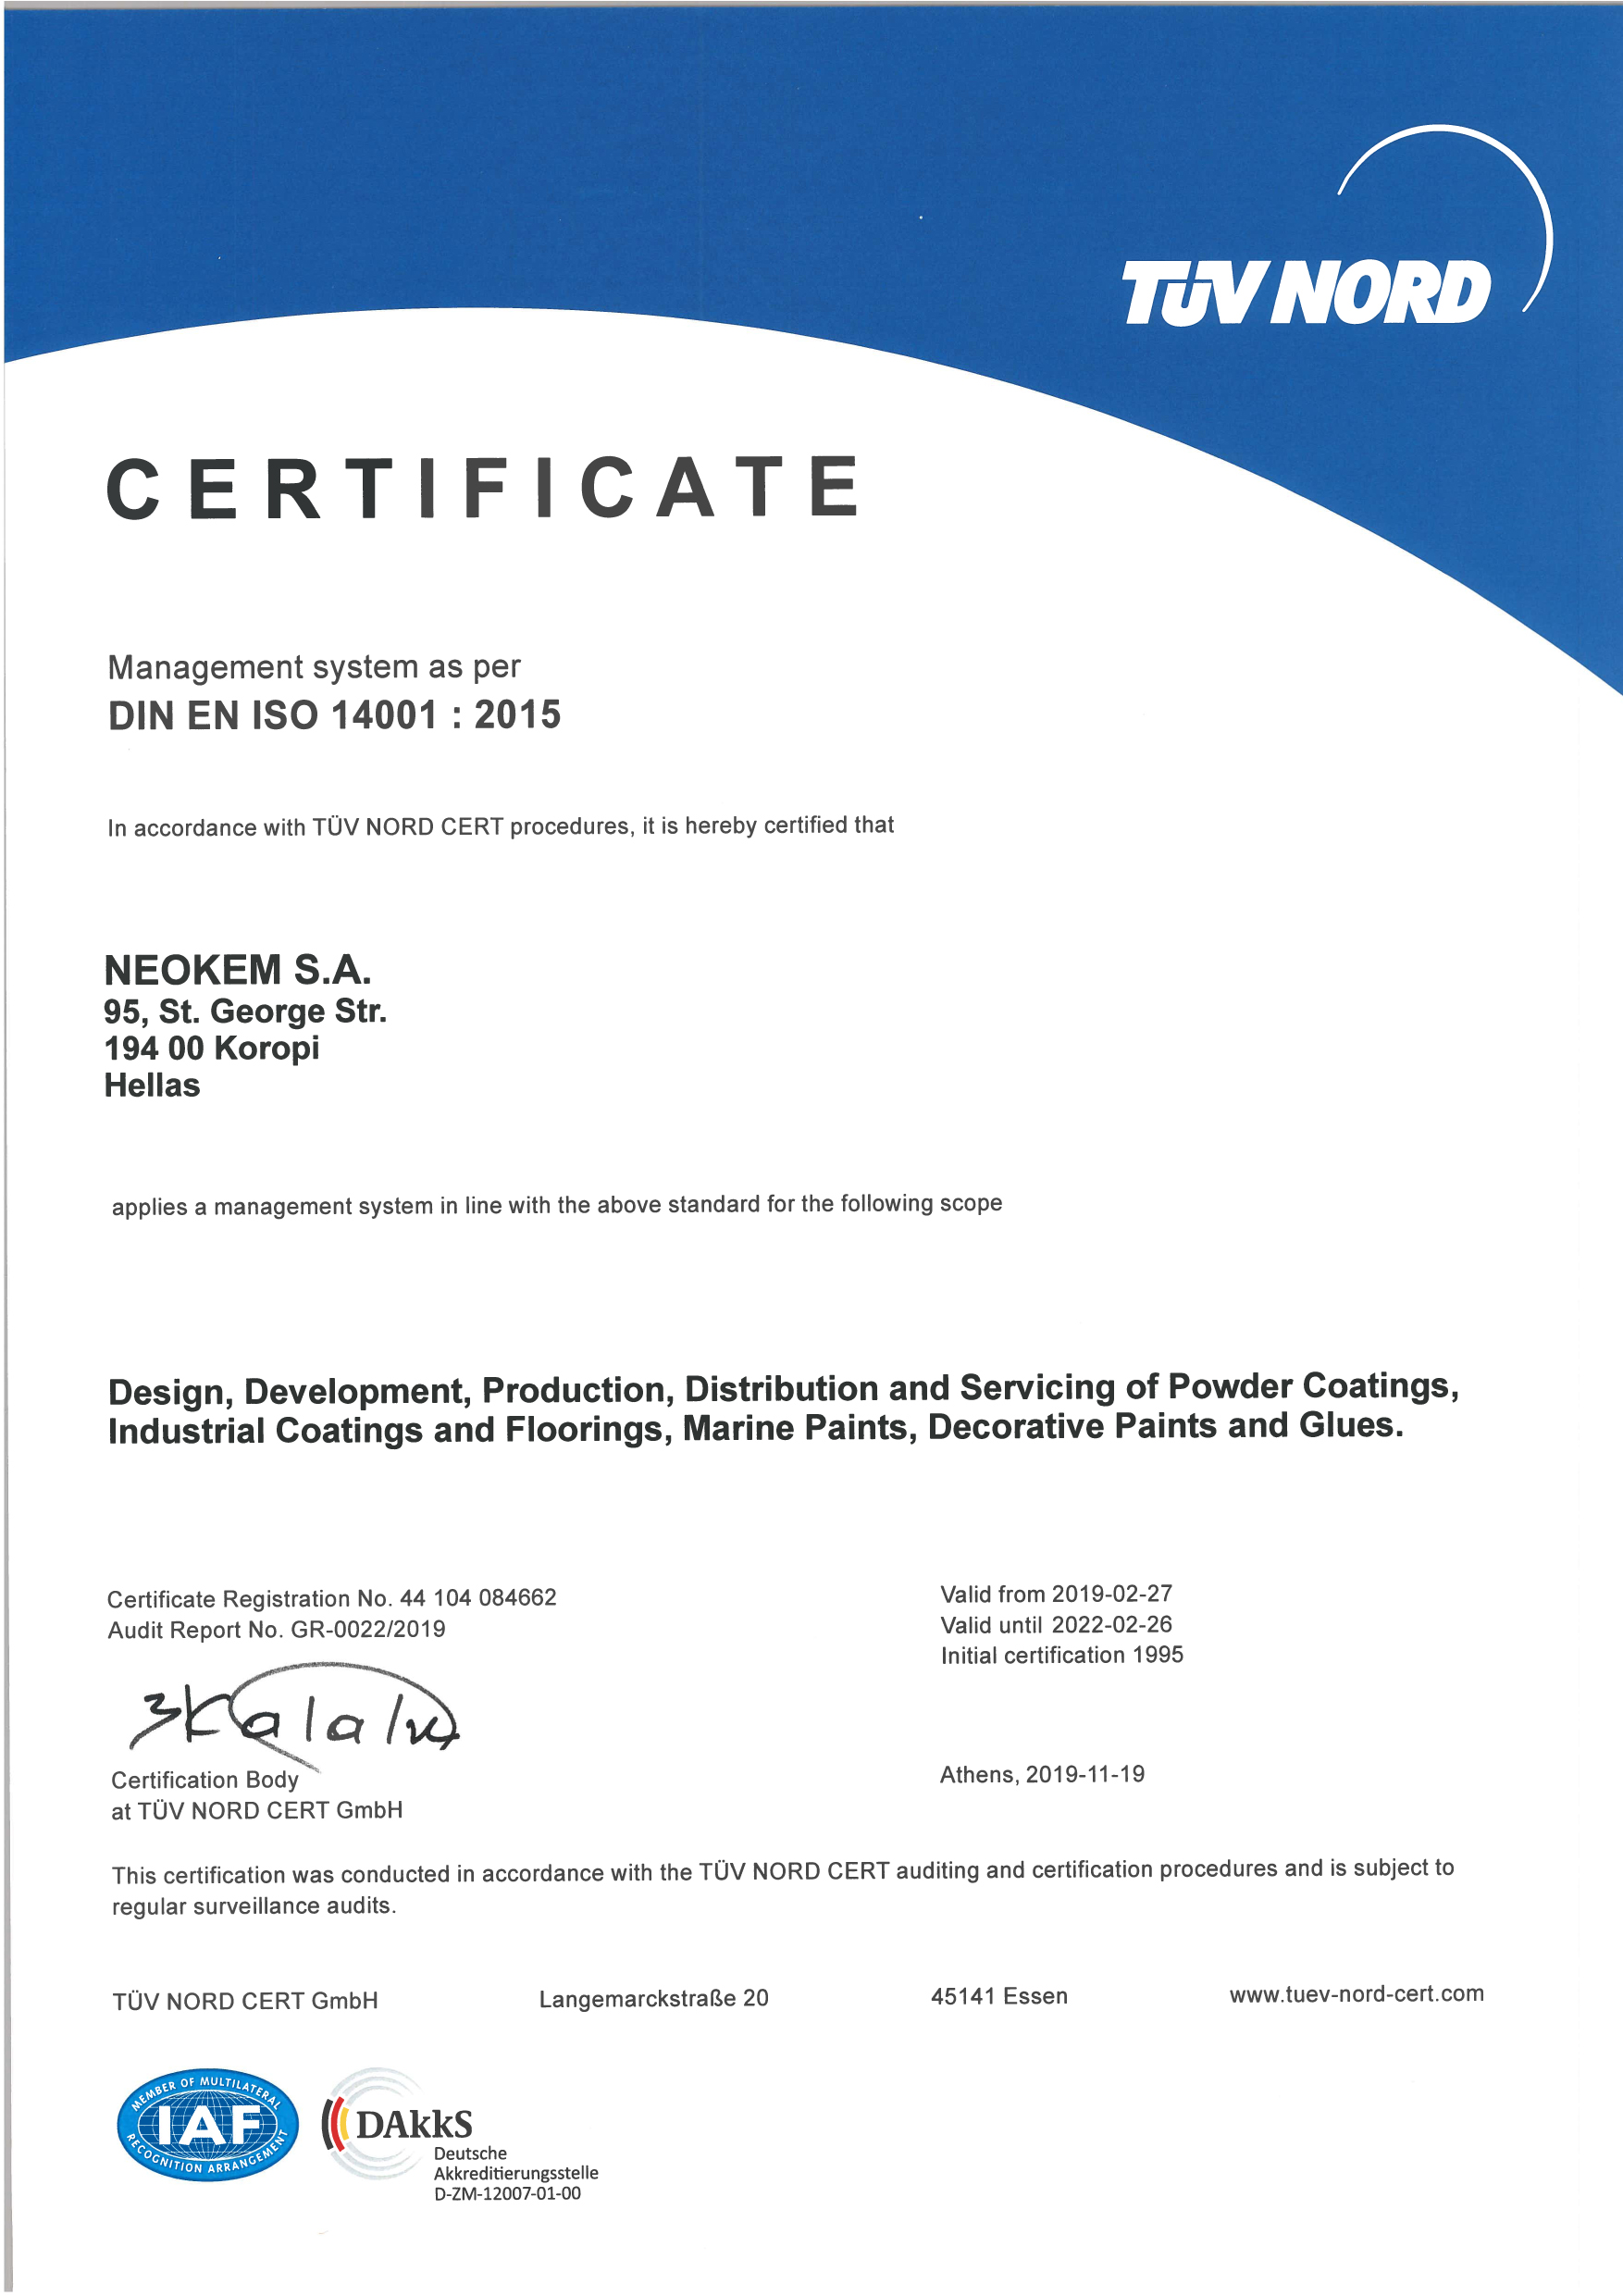 TÜV NORD
CERTIFICATE
Management system as per
DIN EN ISO 14001 : 2015
In accordance with TÜV NORD CERT procedures, it is hereby certified that
NEOKEM S.A.
95, St. George Str.
194 00 Koropi
Hellas
applies a management system in line with the above standard for the following scope
Design, Development, Production, Distribution and Servicing of Powder Coatings,
Industrial Coatings and Floorings, Marine Paints, Decorative Paints and Glues.
Certificate Registration No. 44 104 084662
Audit Report No. GR-0022/2019
Valid from 2019-02-27
Valid until 2022-02-26
Initial certification 1995
Certification Body
at TÜV NORD CERT GmbH
Athens, 2019-11-19
This certification was conducted in accordance with the TÜV NORD CERT auditing and certification procedures and is subject to
regular surveillance audits.
TÜV NORD CERT GmbH Langemarckstraße 20 45141 Essen www.tuev-nord-cert.com
MEMBER OF MULTILATERAL
IAF
RECOGNITION ARRANGEMENT
DAkkS
Deutsche
Akkreditierungsstelle
D-ZM-12007-01-00